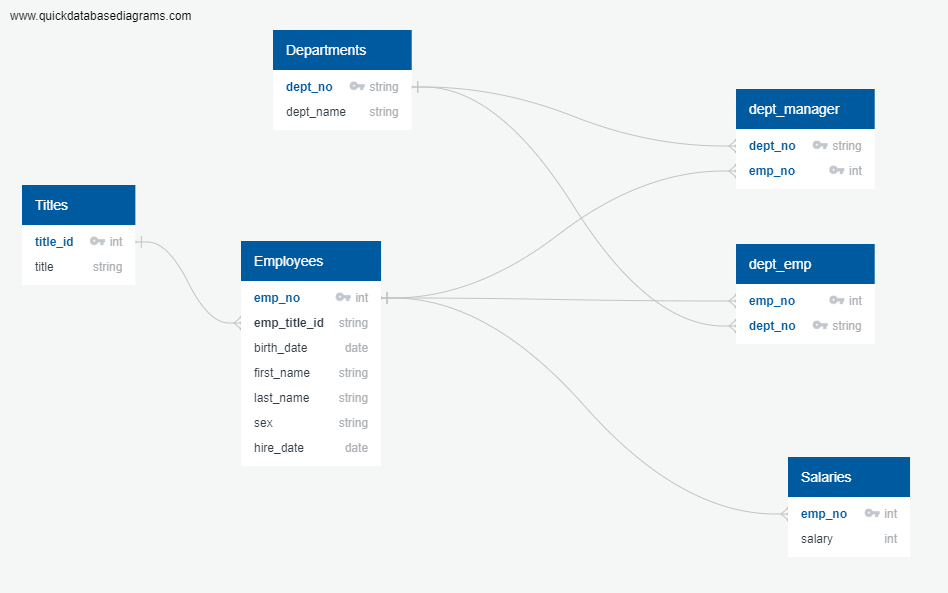 www.quickdatabasediagrams.com
Departments
dept_no string
dept_name string
dept_manager
dept_no string
emp_no int
Titles
title_id int
title string
Employees
emp_no int
emp_title_id string
birth_date date
first_name string
last_name string
sex string
hire_date date
dept_emp
emp_no int
dept_no string
Salaries
emp_no int
salary int